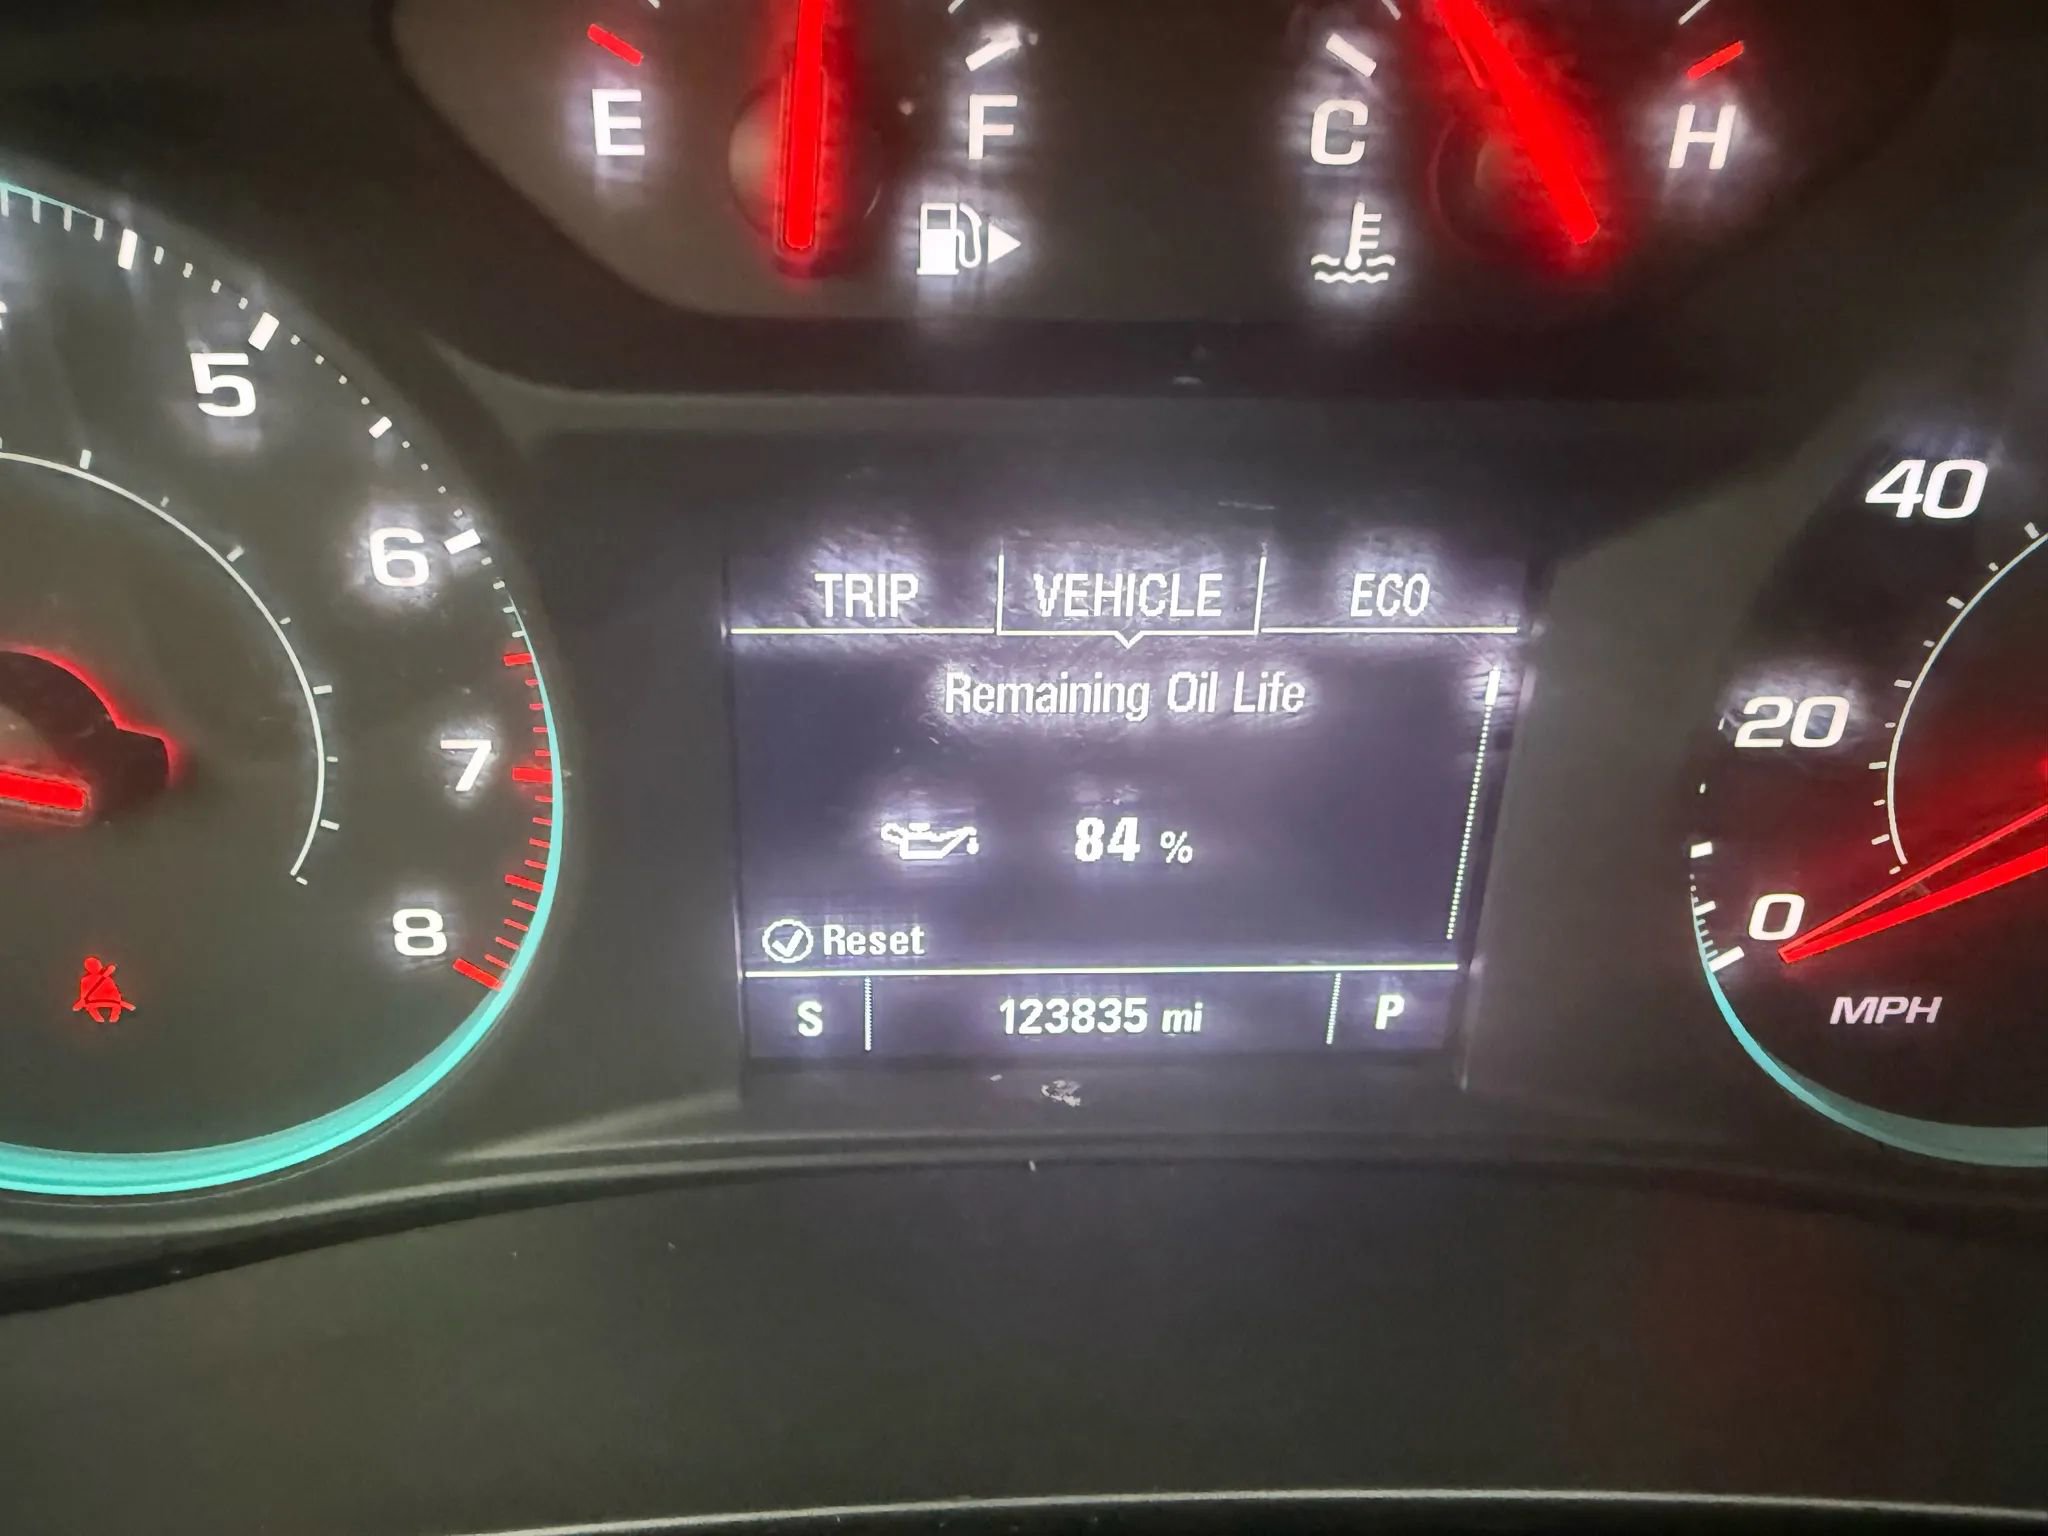 E F C H
5
6
7
8
TRIP VEHICLE ECO
Remaining Oil Life
84 %
Reset
S 123835 mi P
40
20
0
MPH